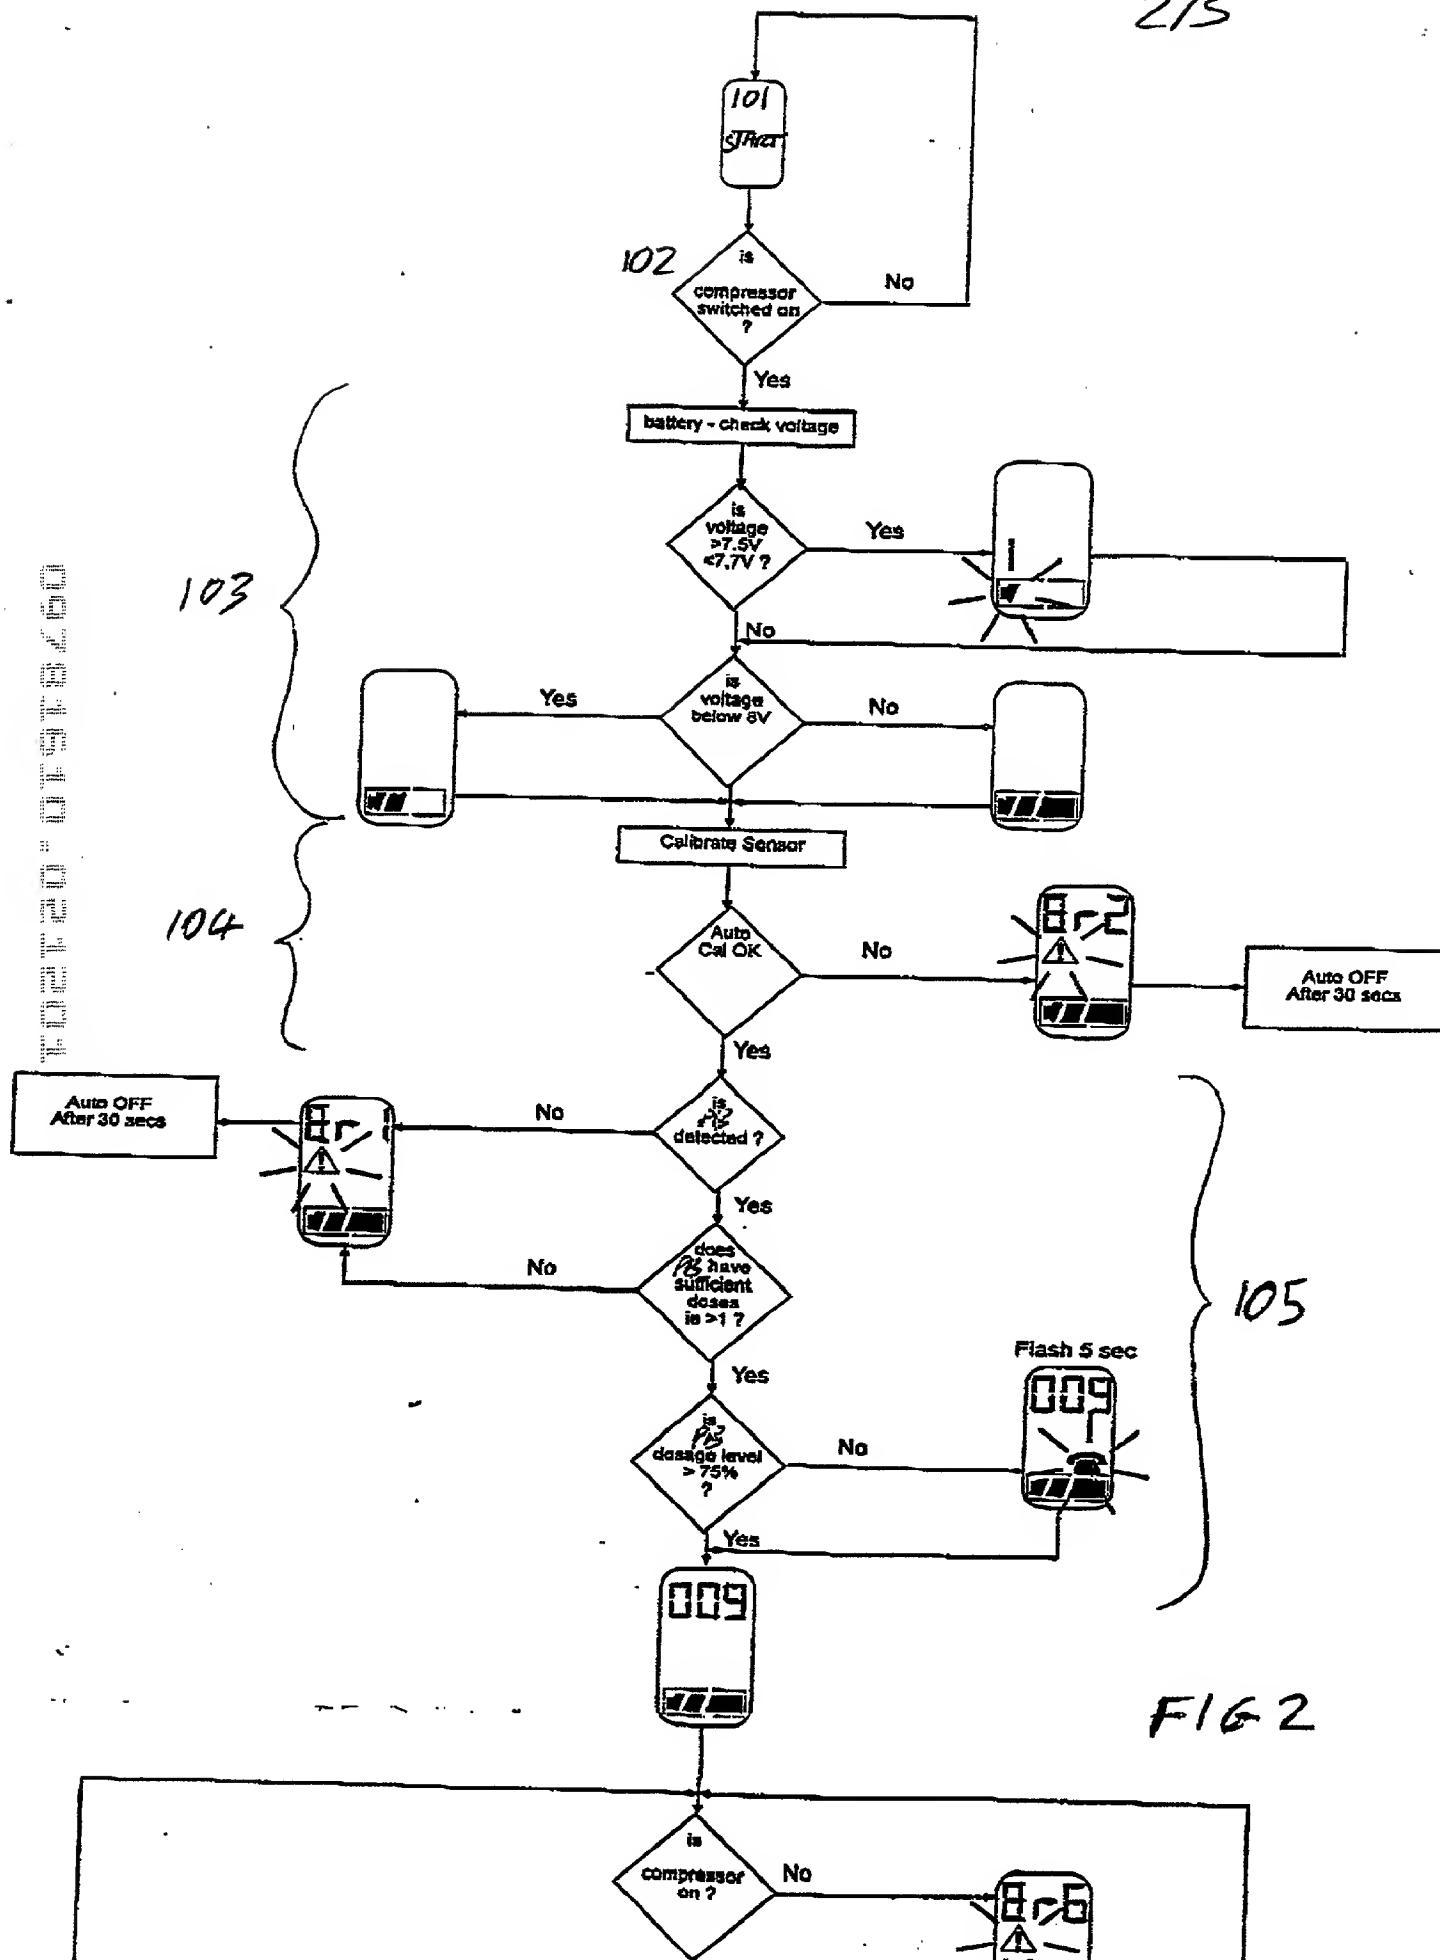 2/5
101
START
102
is
compressor
switched on
?
No
Yes
battery - check voltage
is
voltage
>7.5V
<7.7V ?
Yes
103
No
is
voltage
below 8V
Yes
No
Calibrate Sensor
104
Auto
Cal OK
No
Er2
Auto OFF
After 30 secs
Yes
Auto OFF
After 30 secs
Er1
No
is
detected ?
Yes
does
have
sufficient
doses
ie >1 ?
No
105
Yes
Flash 5 sec
009
is
dosage level
> 75%
?
No
Yes
009
FIG 2
is
compressor
on ?
No
Er6